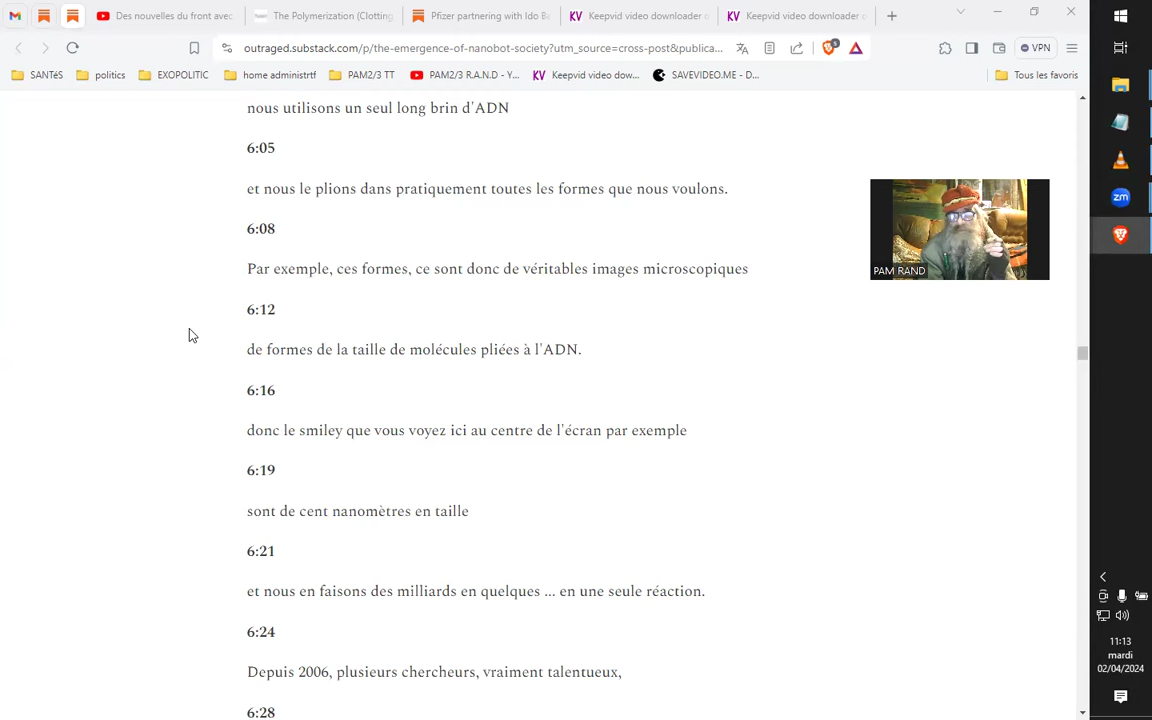 Des nouvelles du front avec
The Polymerization (Clotting
Pfizer partnering with Ido Ba
Keepvid video downloader o
Keepvid video downloader o
outraged.substack.com/p/the-emergence-of-nanobot-society?utm_source=cross-post&publica...
VPN
SANTéS
politics
EXOPOLITIC
home administrtf
PAM2/3 TT
PAM2/3 R.A.N.D - Y...
Keepvid video dow...
SAVEVIDEO.ME - D...
Tous les favoris
nous utilisons un seul long brin d'ADN
6:05
et nous le plions dans pratiquement toutes les formes que nous voulons.
6:08
Par exemple, ces formes, ce sont donc de véritables images microscopiques
6:12
de formes de la taille de molécules pliées à l'ADN.
6:16
donc le smiley que vous voyez ici au centre de l'écran par exemple
6:19
sont de cent nanomètres en taille
6:21
et nous en faisons des milliards en quelques ... en une seule réaction.
6:24
Depuis 2006, plusieurs chercheurs, vraiment talentueux,
6:28
PAM RAND
zm
11:13
mardi
02/04/2024